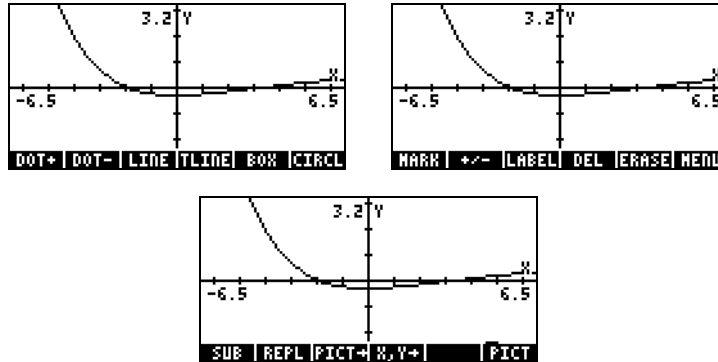 3.2 Y
X
-6.5 6.5
DOT+ DOT- LINE TLINE BOX CIRCL
3.2 Y
X
-6.5 6.5
MARK +/- LABEL DEL ERASE MENU
3.2 Y
X
-6.5 6.5
SUB REPL PICT→ X,Y→ PICT